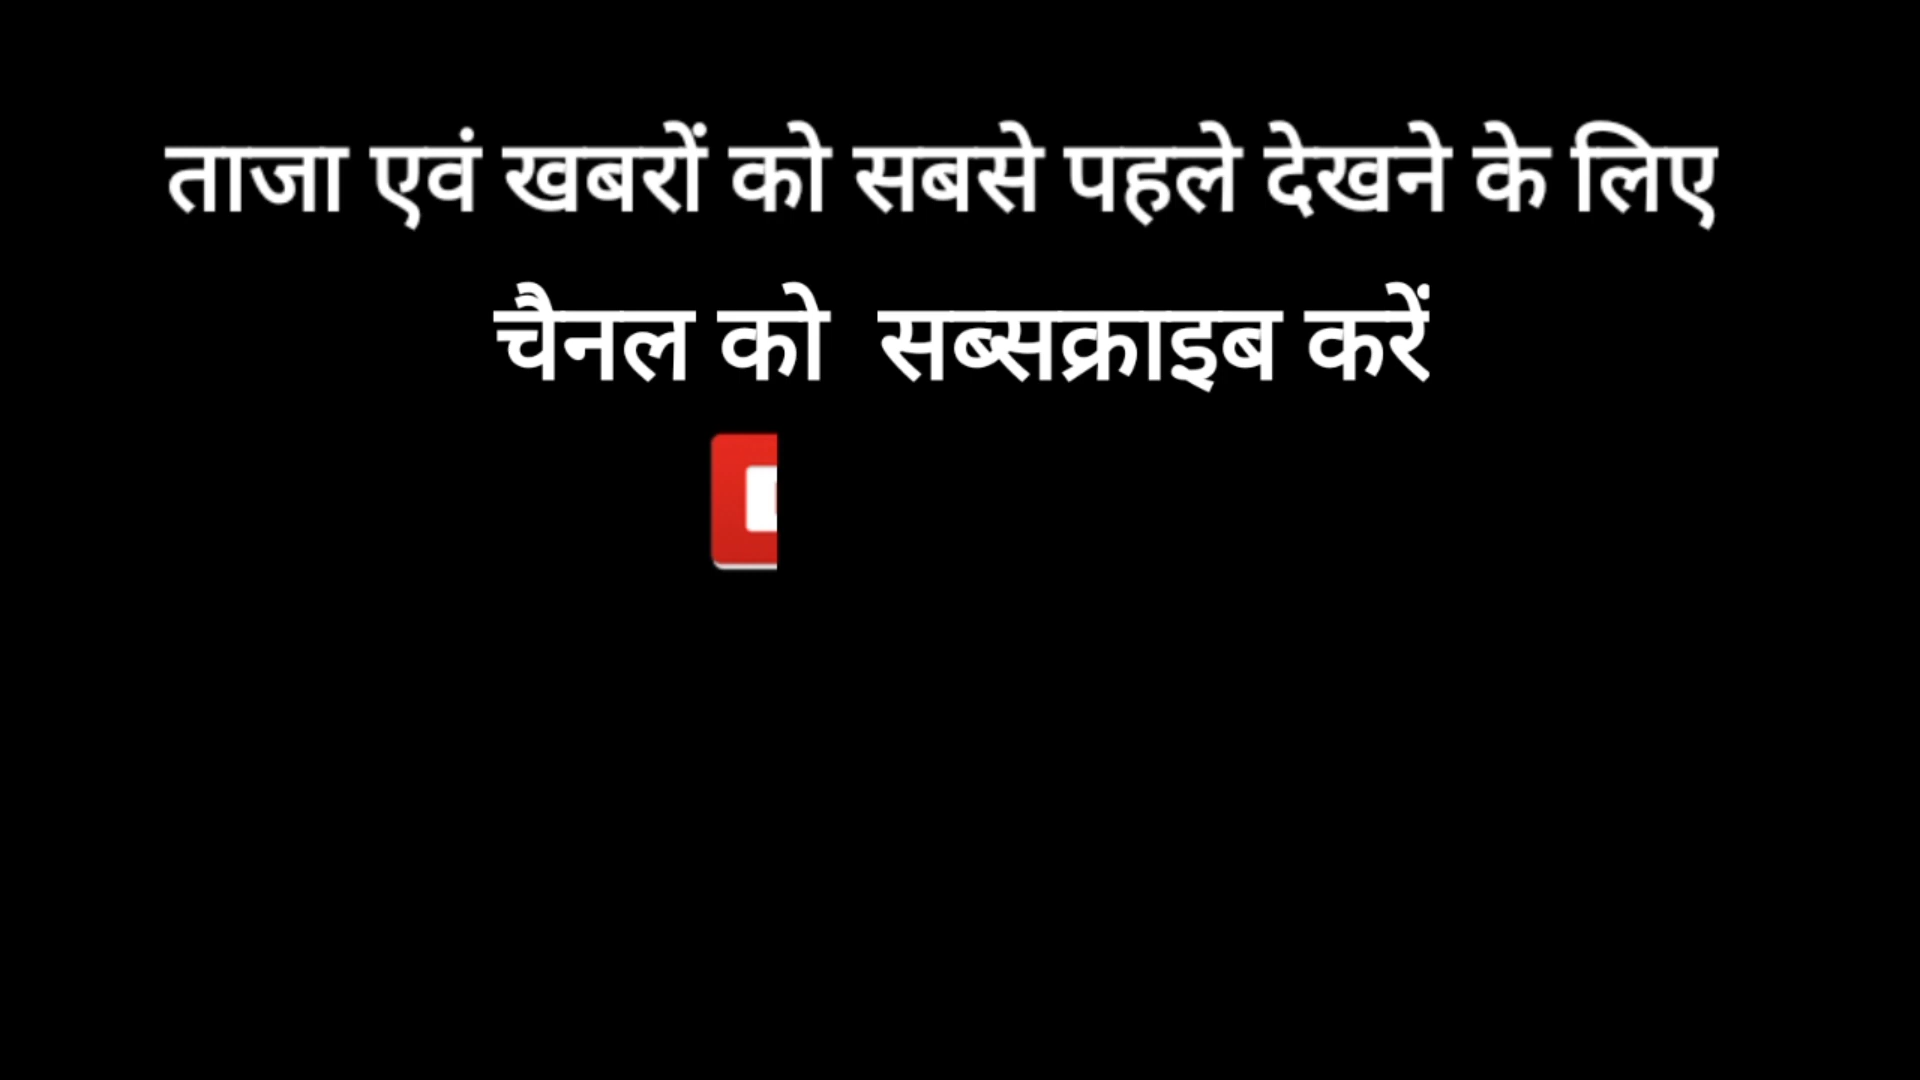 ताजा एवं खबरों को सबसे पहले देखने के लिए
चैनल को  सब्सक्राइब करें